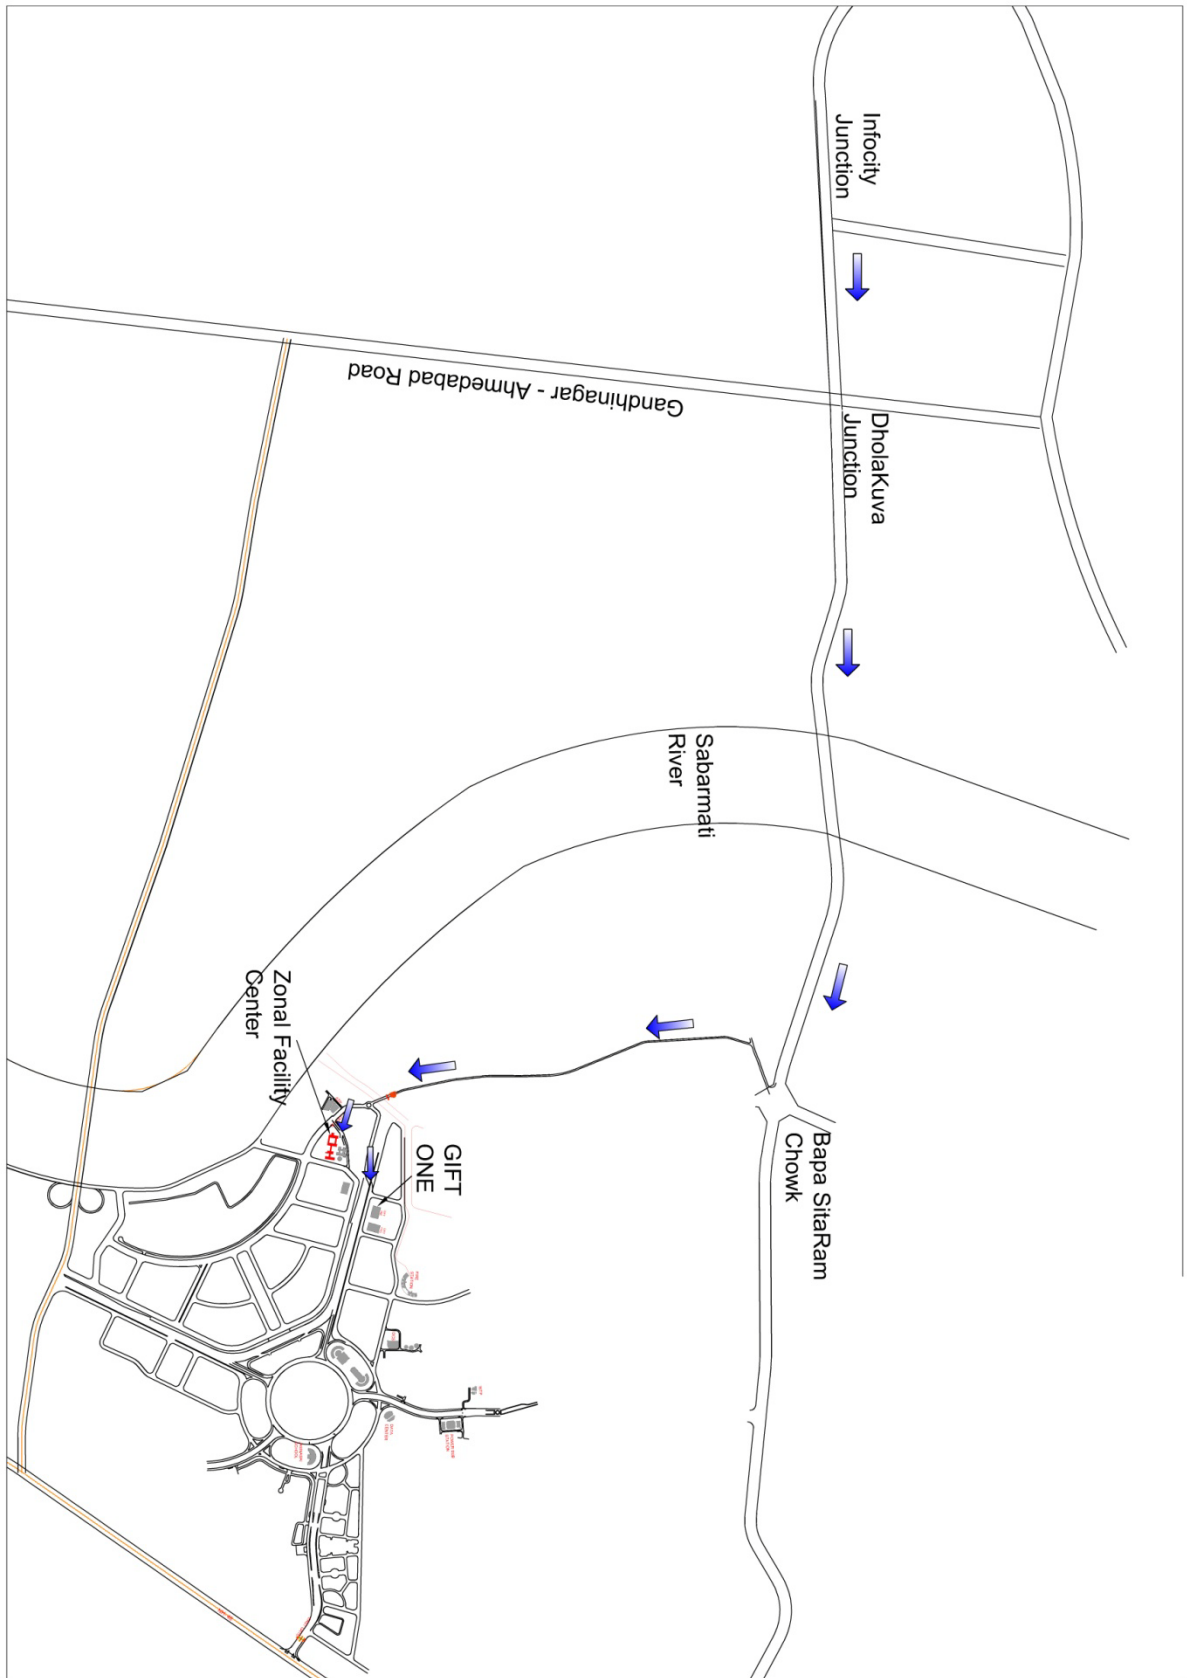 Infocity
Junction
Gandhinagar - Ahmedabad Road
DholaKuva
Junction
Sabarmati
River
Zonal Facility
Center
GIFT
ONE
Bapa SitaRam
Chowk